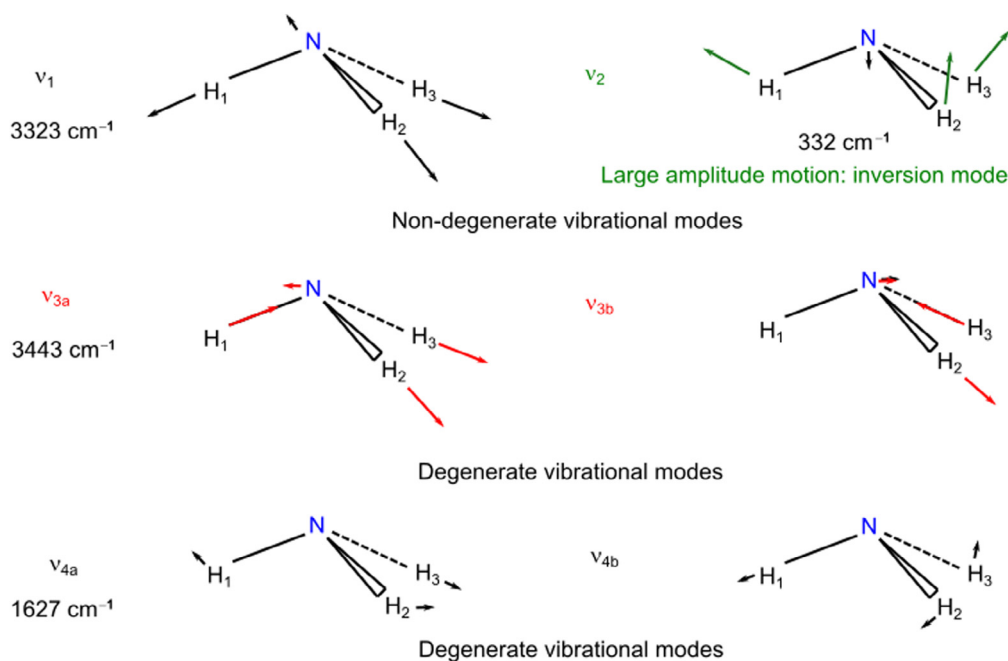 N N
ν1 H1 H3 ν2 H1 H3
H2 H2
3323 cm⁻¹ 332 cm⁻¹
Large amplitude motion: inversion mode
Non-degenerate vibrational modes
ν3a N ν3b N
H1 H3 H1 H3
3443 cm⁻¹ H2 H2
Degenerate vibrational modes
N N
ν4a H1 H3 ν4b H1 H3
1627 cm⁻¹ H2 H2
Degenerate vibrational modes